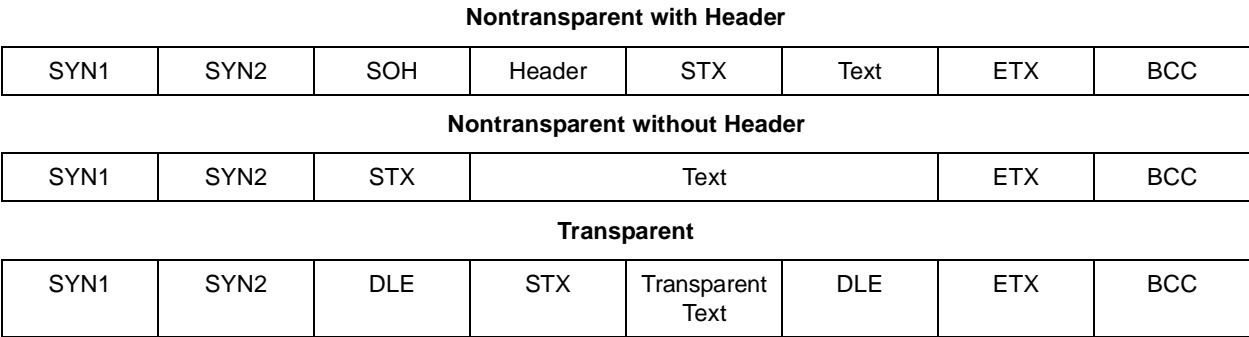 Nontransparent with Header
SYN1 SYN2 SOH Header STX Text ETX BCC
Nontransparent without Header
SYN1 SYN2 STX Text ETX BCC
Transparent
SYN1 SYN2 DLE STX Transparent DLE ETX BCC
Text